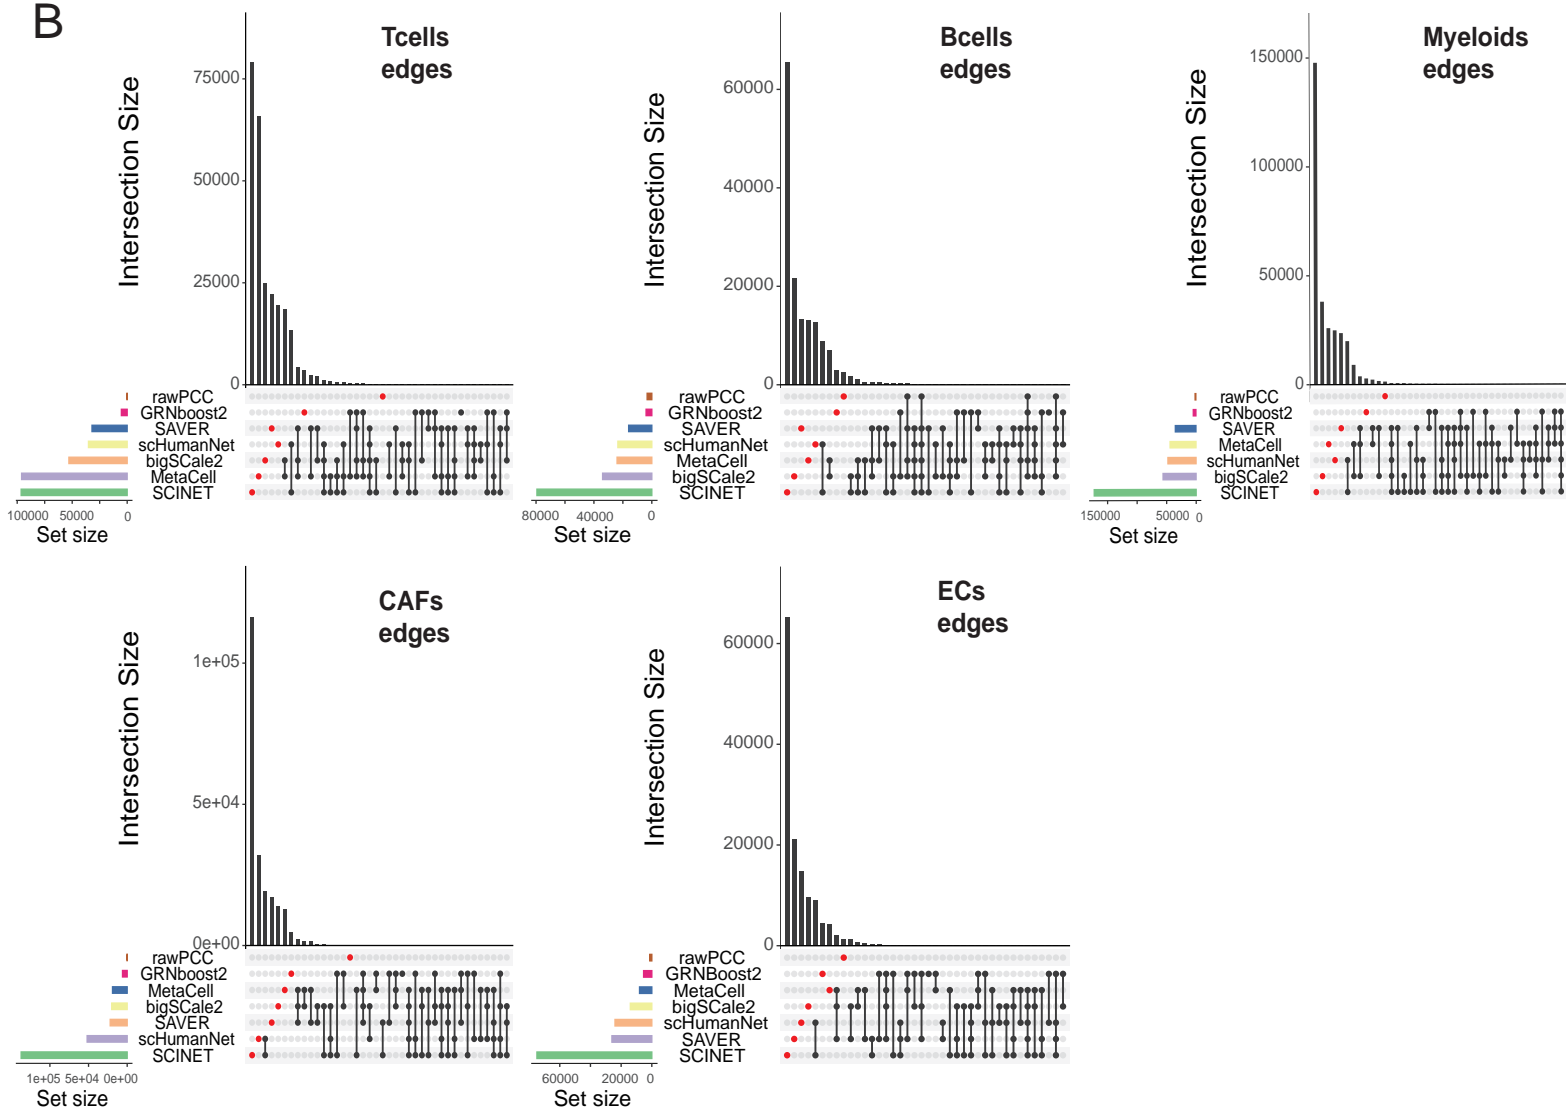 B
Tcells
edges
Intersection Size
75000
50000
25000
0
rawPCC
GRNboost2
SAVER
scHumanNet
bigSCale2
MetaCell
SCINET
100000 50000 0
Set size
Bcells
edges
Intersection Size
60000
40000
20000
0
rawPCC
GRNboost2
SAVER
scHumanNet
MetaCell
bigSCale2
SCINET
80000 40000 0
Set size
Myeloids
edges
Intersection Size
150000
100000
50000
0
rawPCC
GRNboost2
SAVER
MetaCell
scHumanNet
bigSCale2
SCINET
150000 50000 0
Set size
CAFs
edges
Intersection Size
1e+05
5e+04
0e+00
rawPCC
GRNboost2
MetaCell
bigSCale2
SAVER
scHumanNet
SCINET
1e+05 5e+04 0e+00
Set size
ECs
edges
Intersection Size
60000
40000
20000
0
rawPCC
GRNBoost2
MetaCell
bigSCale2
scHumanNet
SAVER
SCINET
60000 20000 0
Set size